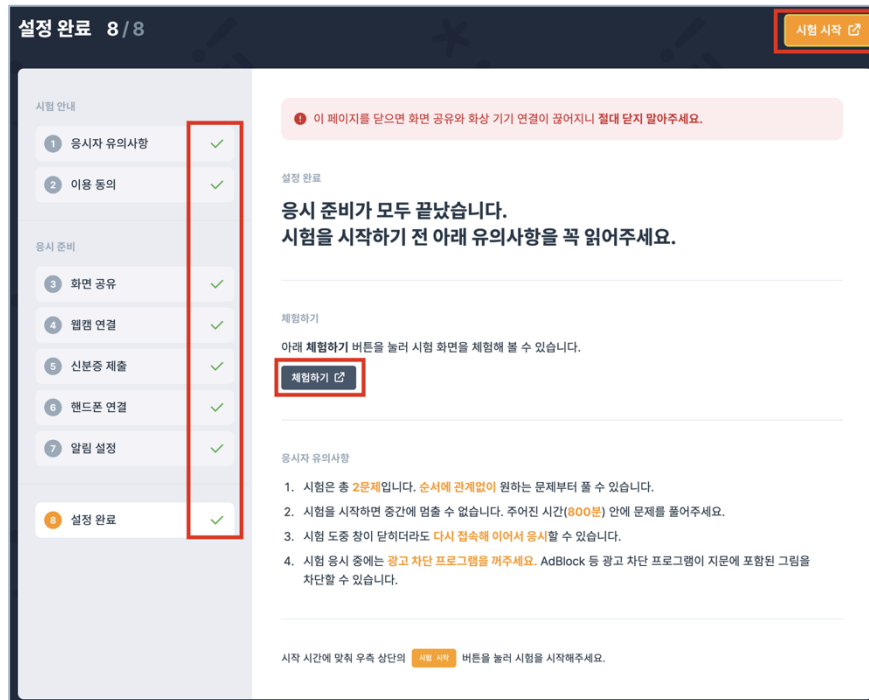 설정 완료 8/8
시험 시작
시험 안내
1 응시자 유의사항
2 이용 동의
응시 준비
3 화면 공유
4 웹캠 연결
5 신분증 제출
6 핸드폰 연결
7 알림 설정
8 설정 완료
이 페이지를 닫으면 화면 공유와 화상 기기 연결이 끊어지니 절대 닫지 말아주세요.
설정 완료
응시 준비가 모두 끝났습니다.
시험을 시작하기 전 아래 유의사항을 꼭 읽어주세요.
체험하기
아래 체험하기 버튼을 눌러 시험 화면을 체험해 볼 수 있습니다.
체험하기
응시자 유의사항
1. 시험은 총 2문제입니다. 순서에 관계없이 원하는 문제부터 풀 수 있습니다.
2. 시험을 시작하면 중간에 멈출 수 없습니다. 주어진 시간(800분) 안에 문제를 풀어주세요.
3. 시험 도중 창이 닫히더라도 다시 접속해 이어서 응시할 수 있습니다.
4. 시험 응시 중에는 광고 차단 프로그램을 꺼주세요. AdBlock 등 광고 차단 프로그램이 지문에 포함된 그림을
차단할 수 있습니다.
시작 시간에 맞춰 우측 상단의 시험 시작 버튼을 눌러 시험을 시작해주세요.